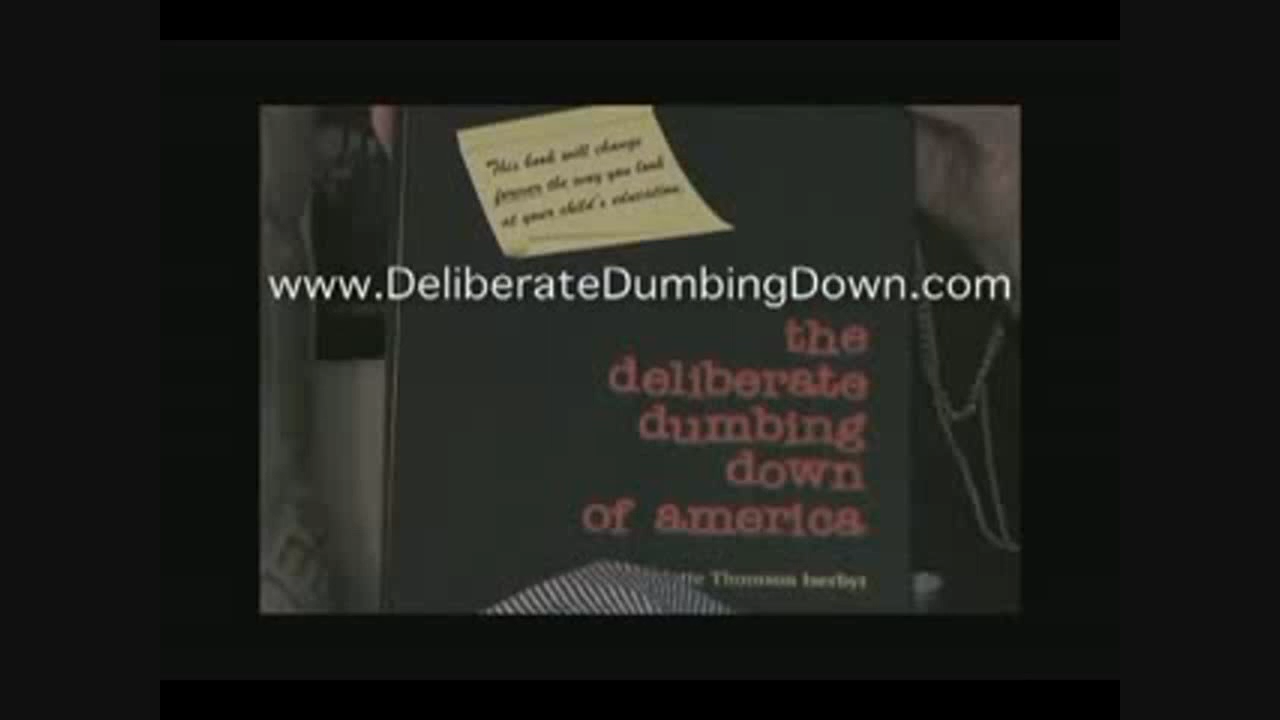 This book will change
forever the way you look
at your child's education.
www.DeliberateDumbingDown.com
the
deliberate
dumbing
down
of america
Thomson Iserbyt